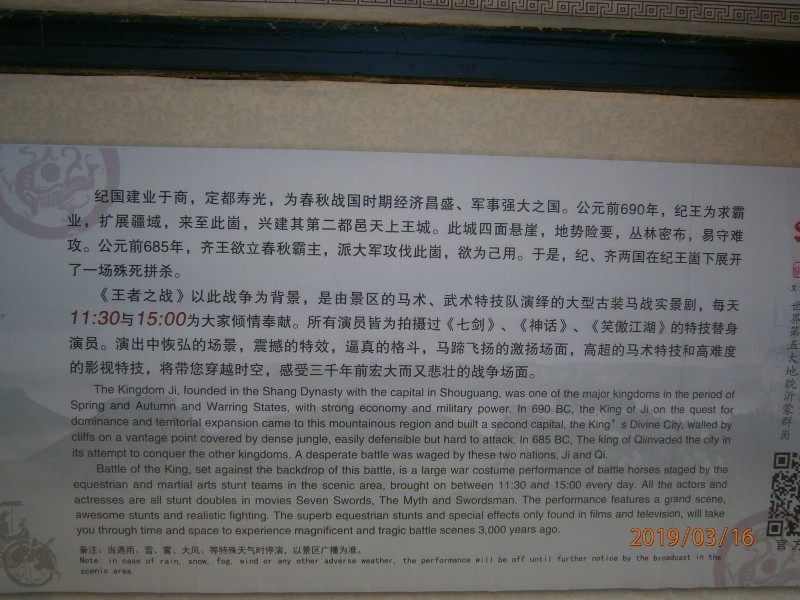 纪国建业于商，定都寿光，为春秋战国时期经济昌盛、军事强大之国。公元前690年，纪王为求霸
业，扩展疆域，来至此崮，兴建其第二都邑天上王城。此城四面悬崖，地势险要，丛林密布，易守难
攻。公元前685年，齐王欲立春秋霸主，派大军攻伐此崮，欲为己用。于是，纪、齐两国在纪王崮下展开
了一场殊死拼杀。
《王者之战》以此战争为背景，是由景区的马术、武术特技队演绎的大型古装马战实景剧，每天
11:30与15:00为大家倾情奉献。所有演员皆为拍摄过《七剑》、《神话》、《笑傲江湖》的特技替身
演员。演出中恢弘的场景，震撼的特效，逼真的格斗，马蹄飞扬的激扬场面，高超的马术特技和高难度
的影视特技，将带您穿越时空，感受三千年前宏大而又悲壮的战争场面。
The Kingdom Ji, founded in the Shang Dynasty with the capital in Shouguang, was one of the major kingdoms in the period of
Spring and Autumn and Warring States, with strong economy and military power. In 690 BC, the King of Ji on the quest for
dominance and territorial expansion came to this mountainous region and built a second capital, the King's Divine City, walled by
cliffs on a vantage point covered by dense jungle, easily defensible but hard to attack. In 685 BC, The king of Qiinvaded the city in
its attempt to conquer the other kingdoms. A desperate battle was waged by these two nations, Ji and Qi.
Battle of the King, set against the backdrop of this battle, is a large war costume performance of battle horses staged by the
equestrian and martial arts stunt teams in the scenic area, brought on between 11:30 and 15:00 every day. All the actors and
actresses are all stunt doubles in movies Seven Swords, The Myth and Swordsman. The performance features a grand scene,
awesome stunts and realistic fighting. The superb equestrian stunts and special effects only found in films and television, will take
you through time and space to experience magnificent and tragic battle scenes 3,000 years ago.
备注：当遇雨、雪、雾、大风、等特殊天气时停演，以景区广播为准。
Note: in case of rain, snow, fog, wind or any other adverse weather, the performance will be off until further notice by the broadcast in the
scenic area.
世界第五大地貌沂蒙群崮
官方
2019/03/16